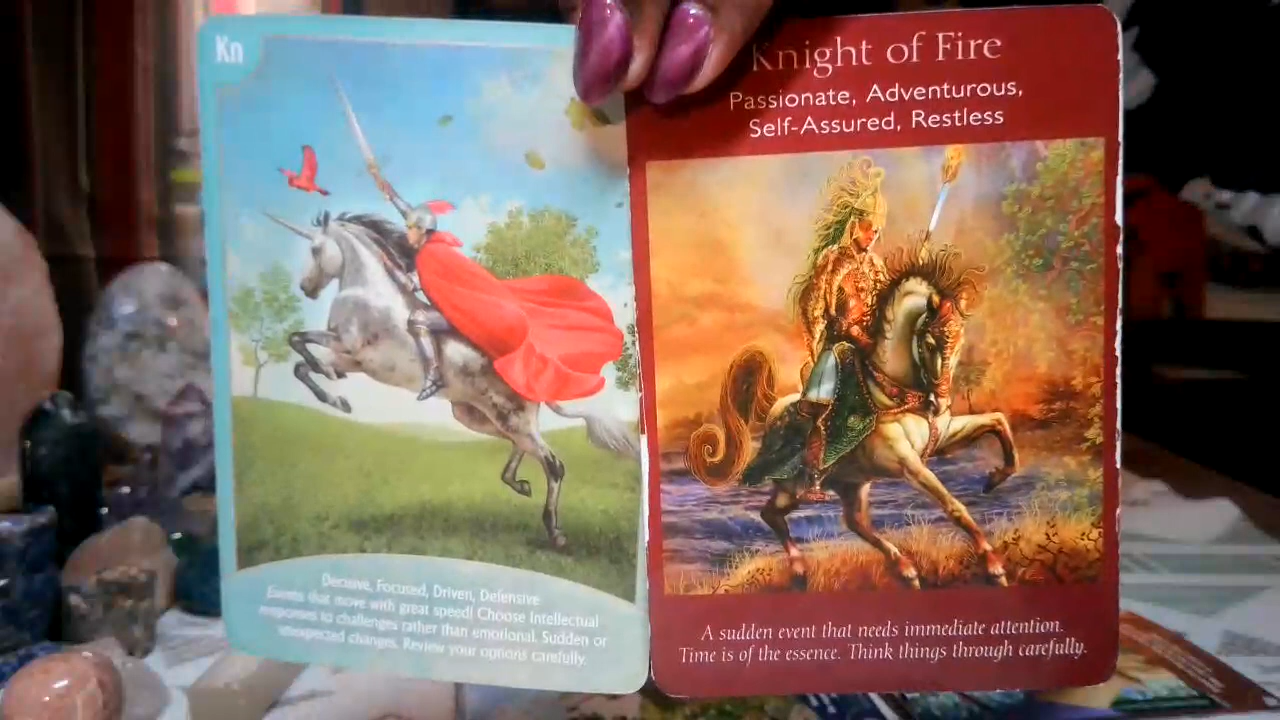 Kn
Decisive, Focused, Driven, Defensive
Events that move with great speed! Choose Intellectual
responses to challenges rather than emotional. Sudden or
unexpected changes. Review your options carefully.
Knight of Fire
Passionate, Adventurous,
Self-Assured, Restless
A sudden event that needs immediate attention.
Time is of the essence. Think things through carefully.